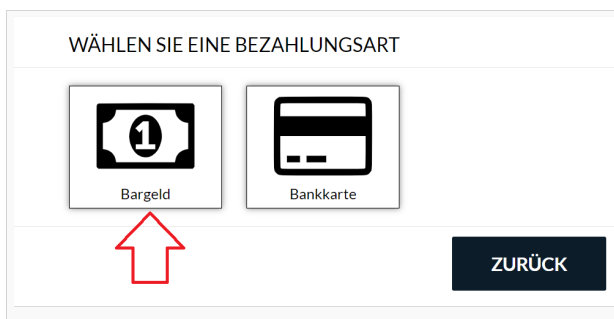 WÄHLEN SIE EINE BEZAHLUNGSART
1
Bargeld
Bankkarte
ZURÜCK